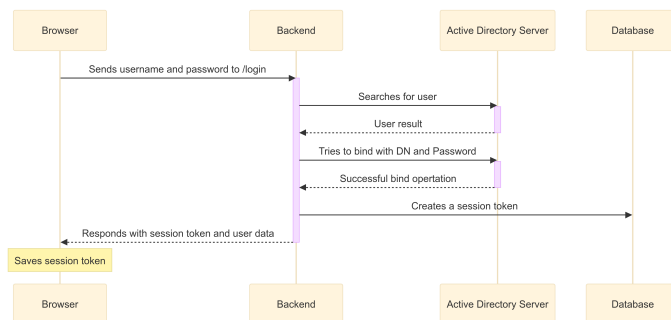 Browser
Backend
Active Directory Server
Database
Sends username and password to /login
Searches for user
User result
Tries to bind with DN and Password
Successful bind opertation
Creates a session token
Responds with session token and user data
Saves session token
Browser
Backend
Active Directory Server
Database